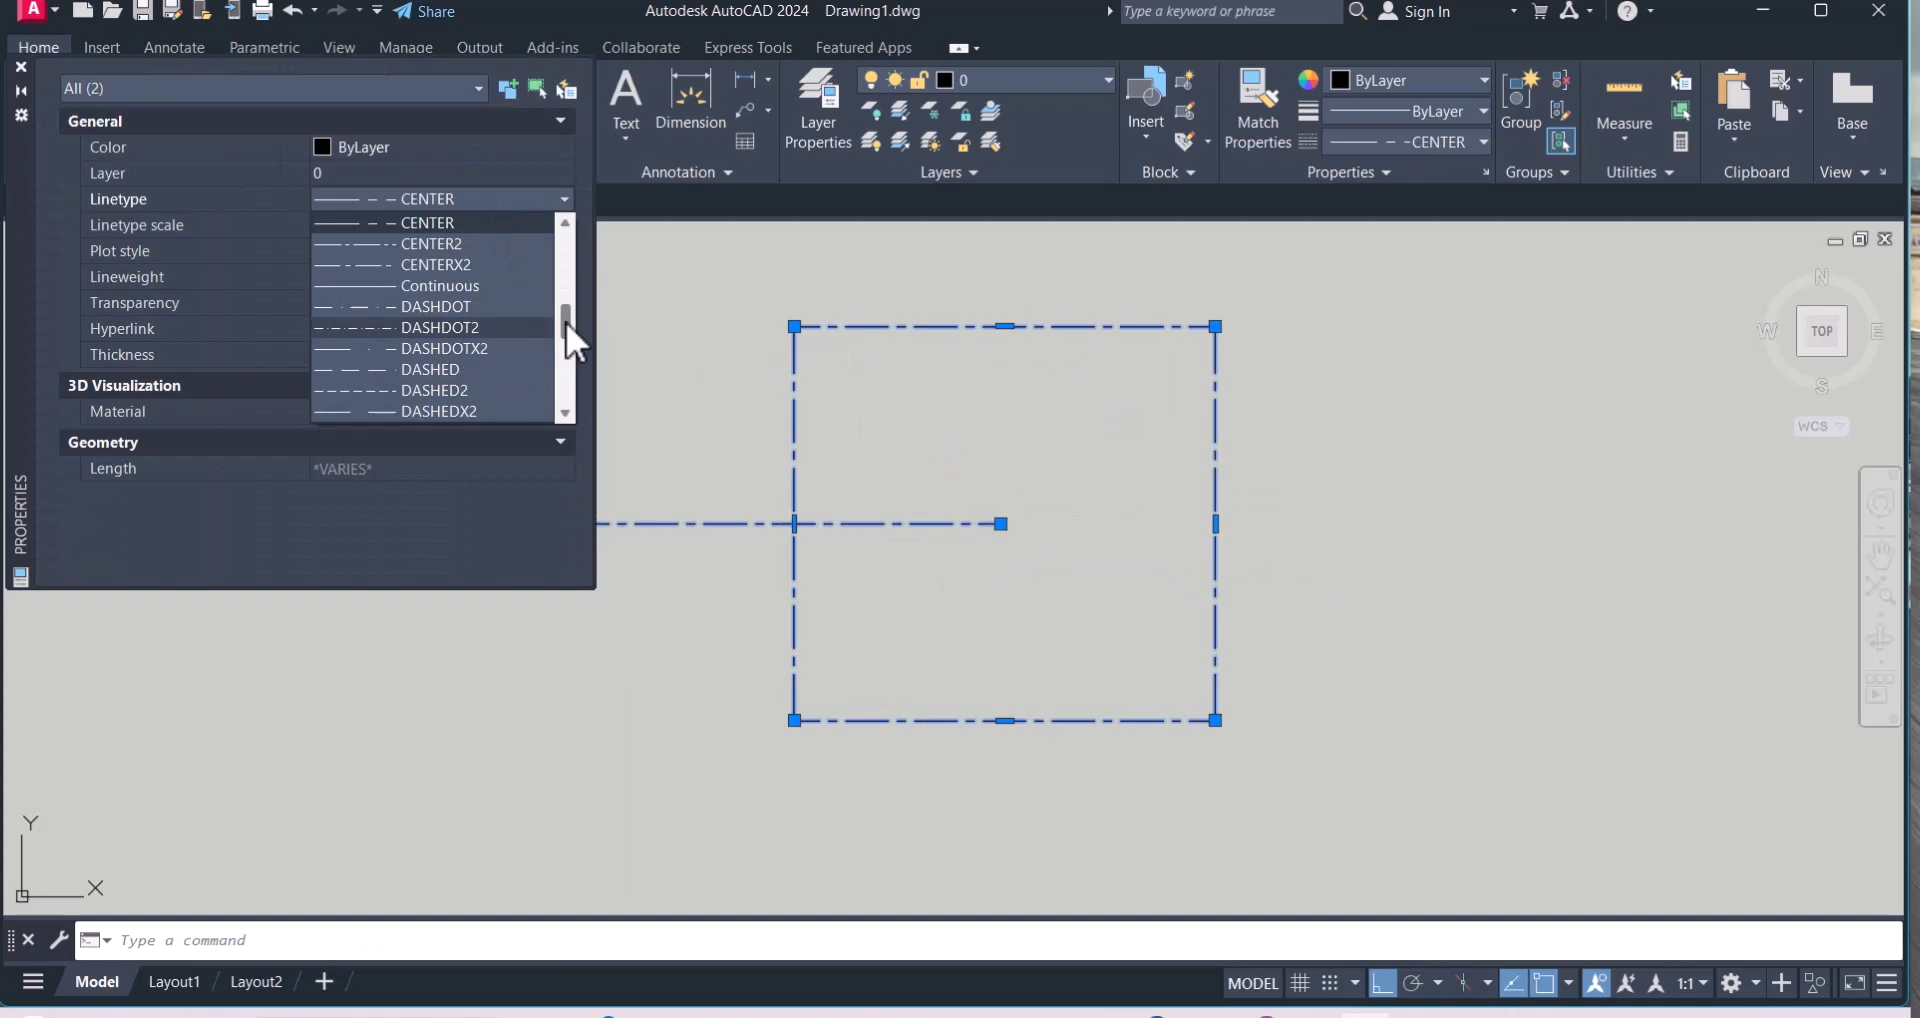 A Share Autodesk AutoCAD 2024 Drawing1.dwg Type a keyword or phrase Sign In ?
Home Insert Annotate Parametric View Manage Output Add-ins Collaborate Express Tools Featured Apps
All (2)
General
Color ByLayer
Layer 0
Linetype CENTER
Linetype scale
Plot style
Lineweight
Transparency
Hyperlink
Thickness
3D Visualization
Material
Geometry
Length *VARIES*
PROPERTIES
CENTER
CENTER2
CENTERX2
Continuous
DASHDOT
DASHDOT2
DASHDOTX2
DASHED
DASHED2
DASHEDX2
A
Text Dimension
Annotation
Layer Properties
0
Layers
Insert
Block
Match Properties
ByLayer
ByLayer
CENTER
Properties
Group
Groups
Measure
Utilities
Paste
Clipboard
Base
View
N
W TOP E
S
WCS
Y
X
Type a command
Model Layout1 Layout2 +
MODEL 1:1